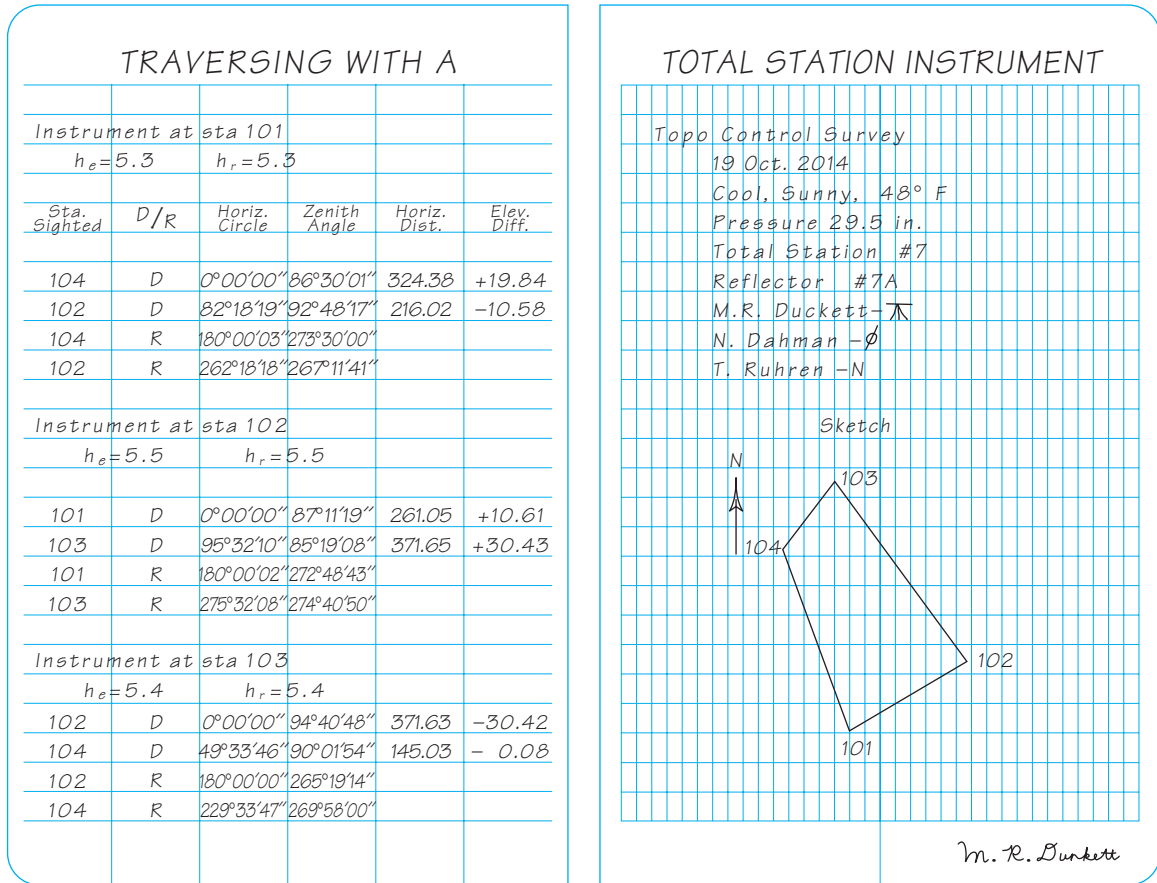 TRAVERSING WITH A
Instrument at sta 101
hₑ=5.3 hᵣ=5.3
Sta. Sighted D/R Horiz. Circle Zenith Angle Horiz. Dist. Elev. Diff.
104 D 0°00′00″ 86°30′01″ 324.38 +19.84
102 D 82°18′19″ 92°48′17″ 216.02 −10.58
104 R 180°00′03″ 273°30′00″
102 R 262°18′18″ 267°11′41″
Instrument at sta 102
hₑ=5.5 hᵣ=5.5
101 D 0°00′00″ 87°11′19″ 261.05 +10.61
103 D 95°32′10″ 85°19′08″ 371.65 +30.43
101 R 180°00′02″ 272°48′43″
103 R 275°32′08″ 274°40′50″
Instrument at sta 103
hₑ=5.4 hᵣ=5.4
102 D 0°00′00″ 94°40′48″ 371.63 −30.42
104 D 49°33′46″ 90°01′54″ 145.03 − 0.08
102 R 180°00′00″ 265°19′14″
104 R 229°33′47″ 269°58′00″
TOTAL STATION INSTRUMENT
Topo Control Survey
19 Oct. 2014
Cool, Sunny, 48° F
Pressure 29.5 in.
Total Station #7
Reflector #7A
M.R. Duckett–
N. Dahman –ϕ
T. Ruhren –N
Sketch
N
103
104
102
101
M. R. Dunkett